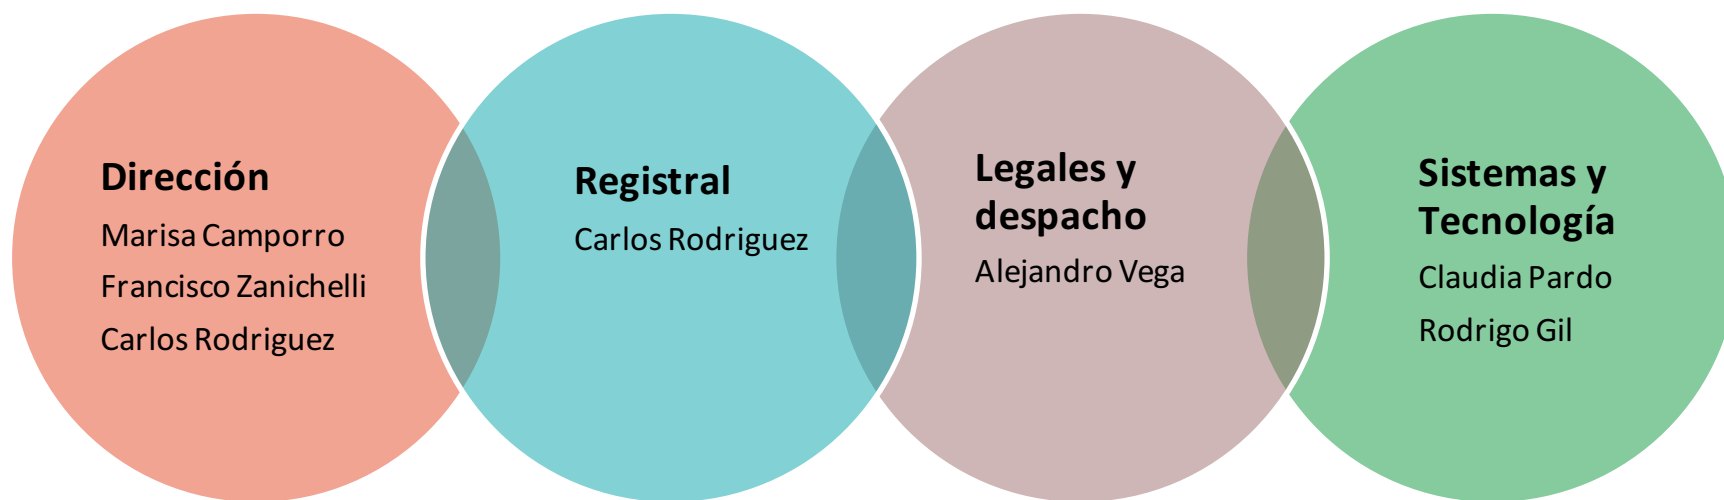 Dirección
Marisa Camporro
Francisco Zanichelli
Carlos Rodriguez
Registral
Carlos Rodriguez
Legales y
despacho
Alejandro Vega
Sistemas y
Tecnología
Claudia Pardo
Rodrigo Gil